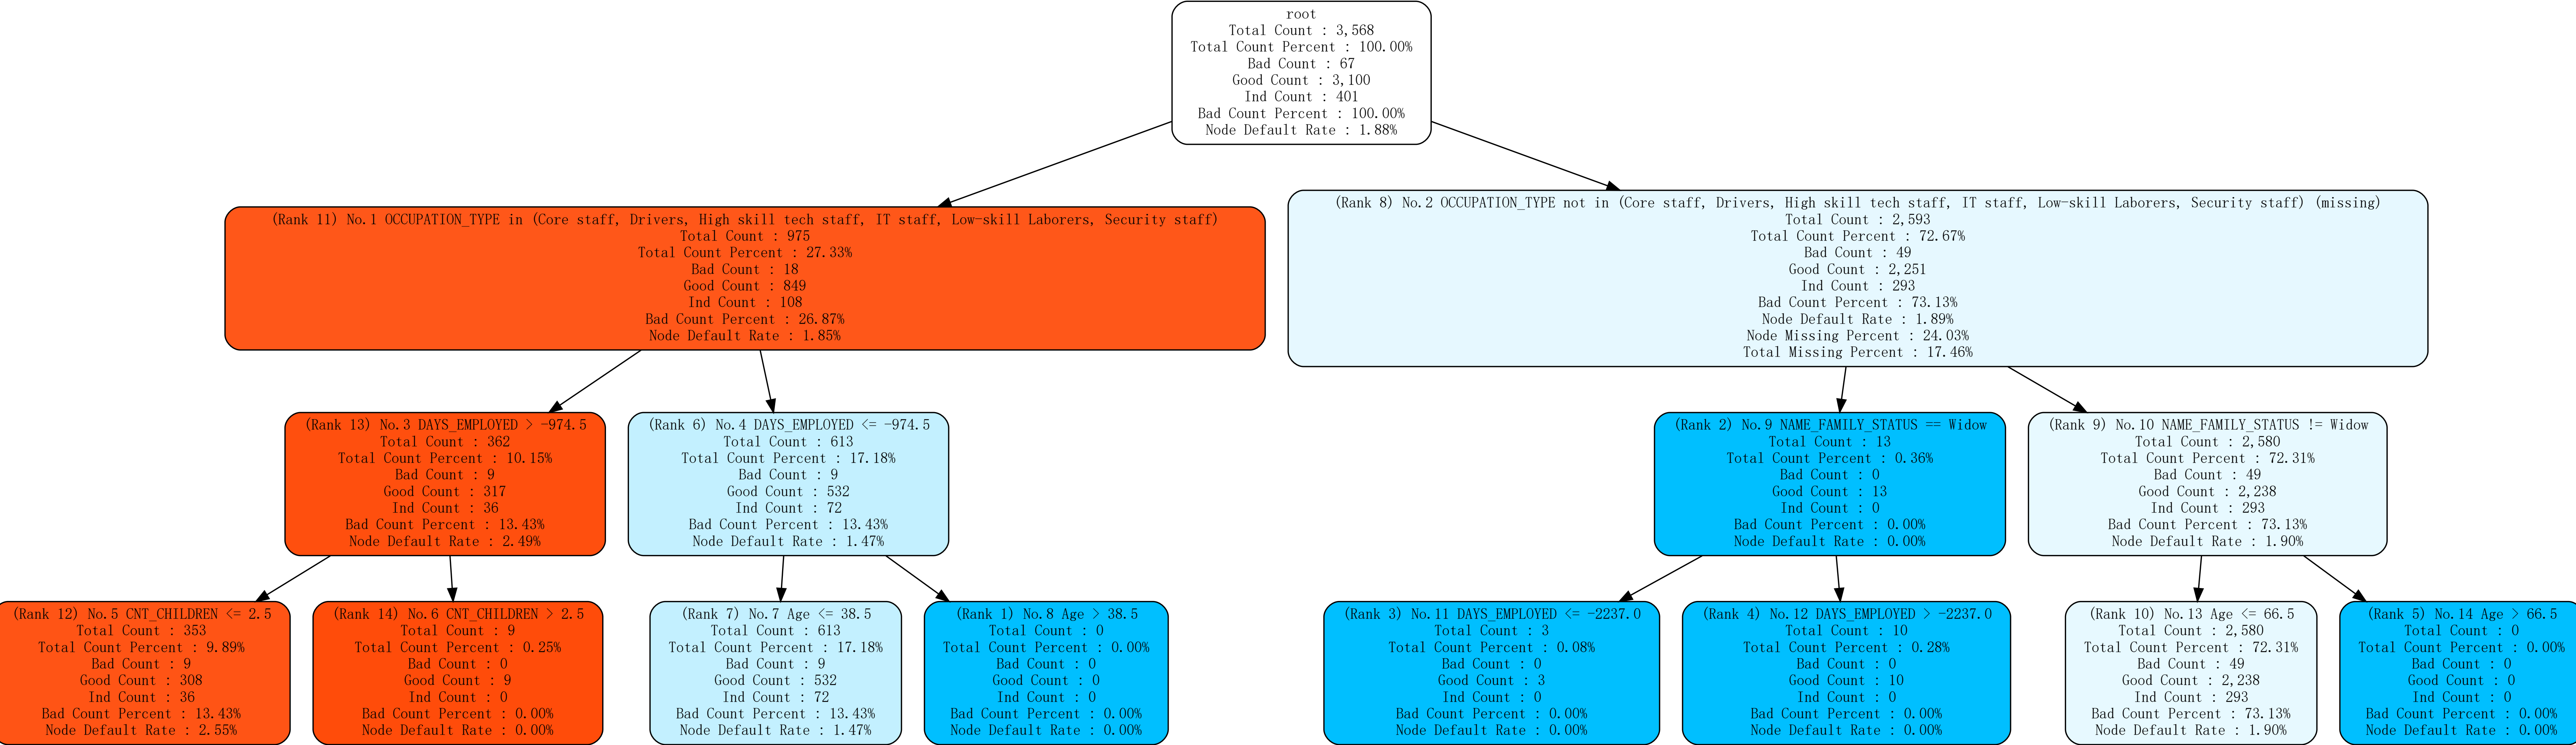 root
Total Count : 3,568
Total Count Percent : 100.00%
Bad Count : 67
Good Count : 3,100
Ind Count : 401
Bad Count Percent : 100.00%
Node Default Rate : 1.88%
(Rank 11) No.1 OCCUPATION_TYPE in (Core staff, Drivers, High skill tech staff, IT staff, Low-skill Laborers, Security staff)
Total Count : 975
Total Count Percent : 27.33%
Bad Count : 18
Good Count : 849
Ind Count : 108
Bad Count Percent : 26.87%
Node Default Rate : 1.85%
(Rank 8) No.2 OCCUPATION_TYPE not in (Core staff, Drivers, High skill tech staff, IT staff, Low-skill Laborers, Security staff) (missing)
Total Count : 2,593
Total Count Percent : 72.67%
Bad Count : 49
Good Count : 2,251
Ind Count : 293
Bad Count Percent : 73.13%
Node Default Rate : 1.89%
Node Missing Percent : 24.03%
Total Missing Percent : 17.46%
(Rank 13) No.3 DAYS_EMPLOYED > -974.5
Total Count : 362
Total Count Percent : 10.15%
Bad Count : 9
Good Count : 317
Ind Count : 36
Bad Count Percent : 13.43%
Node Default Rate : 2.49%
(Rank 6) No.4 DAYS_EMPLOYED <= -974.5
Total Count : 613
Total Count Percent : 17.18%
Bad Count : 9
Good Count : 532
Ind Count : 72
Bad Count Percent : 13.43%
Node Default Rate : 1.47%
(Rank 2) No.9 NAME_FAMILY_STATUS == Widow
Total Count : 13
Total Count Percent : 0.36%
Bad Count : 0
Good Count : 13
Ind Count : 0
Bad Count Percent : 0.00%
Node Default Rate : 0.00%
(Rank 9) No.10 NAME_FAMILY_STATUS != Widow
Total Count : 2,580
Total Count Percent : 72.31%
Bad Count : 49
Good Count : 2,238
Ind Count : 293
Bad Count Percent : 73.13%
Node Default Rate : 1.90%
(Rank 12) No.5 CNT_CHILDREN <= 2.5
Total Count : 353
Total Count Percent : 9.89%
Bad Count : 9
Good Count : 308
Ind Count : 36
Bad Count Percent : 13.43%
Node Default Rate : 2.55%
(Rank 14) No.6 CNT_CHILDREN > 2.5
Total Count : 9
Total Count Percent : 0.25%
Bad Count : 0
Good Count : 9
Ind Count : 0
Bad Count Percent : 0.00%
Node Default Rate : 0.00%
(Rank 7) No.7 Age <= 38.5
Total Count : 613
Total Count Percent : 17.18%
Bad Count : 9
Good Count : 532
Ind Count : 72
Bad Count Percent : 13.43%
Node Default Rate : 1.47%
(Rank 1) No.8 Age > 38.5
Total Count : 0
Total Count Percent : 0.00%
Bad Count : 0
Good Count : 0
Ind Count : 0
Bad Count Percent : 0.00%
Node Default Rate : 0.00%
(Rank 3) No.11 DAYS_EMPLOYED <= -2237.0
Total Count : 3
Total Count Percent : 0.08%
Bad Count : 0
Good Count : 3
Ind Count : 0
Bad Count Percent : 0.00%
Node Default Rate : 0.00%
(Rank 4) No.12 DAYS_EMPLOYED > -2237.0
Total Count : 10
Total Count Percent : 0.28%
Bad Count : 0
Good Count : 10
Ind Count : 0
Bad Count Percent : 0.00%
Node Default Rate : 0.00%
(Rank 10) No.13 Age <= 66.5
Total Count : 2,580
Total Count Percent : 72.31%
Bad Count : 49
Good Count : 2,238
Ind Count : 293
Bad Count Percent : 73.13%
Node Default Rate : 1.90%
(Rank 5) No.14 Age > 66.5
Total Count : 0
Total Count Percent : 0.00%
Bad Count : 0
Good Count : 0
Ind Count : 0
Bad Count Percent : 0.00%
Node Default Rate : 0.00%